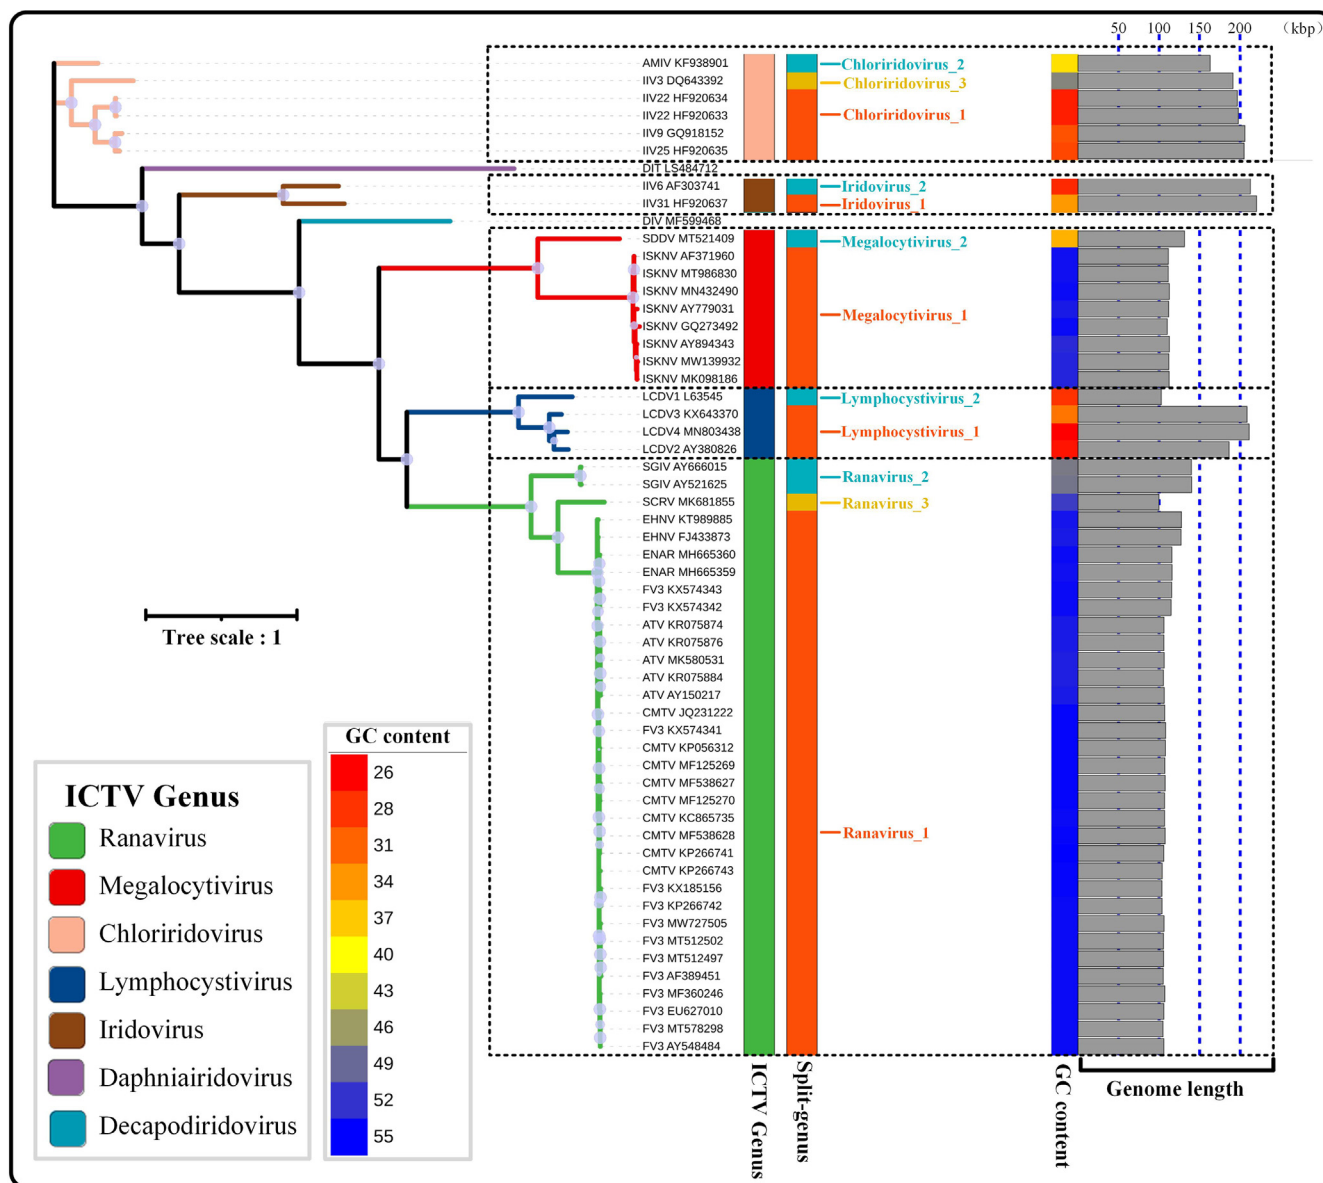 50 100 150 200 (kbp)
AMIV KF938901
IIV3 DQ643392
IIV22 HF920634
IIV22 HF920633
IIV9 GQ918152
IIV25 HF920635
DIT LS484712
IIV6 AF303741
IIV31 HF920637
DIV MF599468
SDDV MT521409
ISKNV AF371960
ISKNV MT986830
ISKNV MN432490
ISKNV AY779031
ISKNV GQ273492
ISKNV AY894343
ISKNV MW139932
ISKNV MK098186
LCDV1 L63545
LCDV3 KX643370
LCDV4 MN803438
LCDV2 AY380826
SGIV AY666015
SGIV AY521625
SCRV MK681855
EHNV KT989885
EHNV FJ433873
ENAR MH665360
ENAR MH665359
FV3 KX574343
FV3 KX574342
ATV KR075874
ATV KR075876
ATV MK580531
ATV KR075884
ATV AY150217
CMTV JQ231222
FV3 KX574341
CMTV KP056312
CMTV MF125269
CMTV MF538627
CMTV MF125270
CMTV KC865735
CMTV MF538628
CMTV KP266741
CMTV KP266743
FV3 KX185156
FV3 KP266742
FV3 MW727505
FV3 MT512502
FV3 MT512497
FV3 AF389451
FV3 MF360246
FV3 EU627010
FV3 MT578298
FV3 AY548484
Chloriridovirus_2
Chloriridovirus_3
Chloriridovirus_1
Iridovirus_2
Iridovirus_1
Megalocytivirus_2
Megalocytivirus_1
Lymphocystivirus_2
Lymphocystivirus_1
Ranavirus_2
Ranavirus_3
Ranavirus_1
Tree scale : 1
ICTV Genus
Ranavirus
Megalocytivirus
Chloriridovirus
Lymphocystivirus
Iridovirus
Daphniairidovirus
Decapodiridovirus
GC content
26
28
31
34
37
40
43
46
49
52
55
ICTV Genus
Split-genus
GC content
Genome length